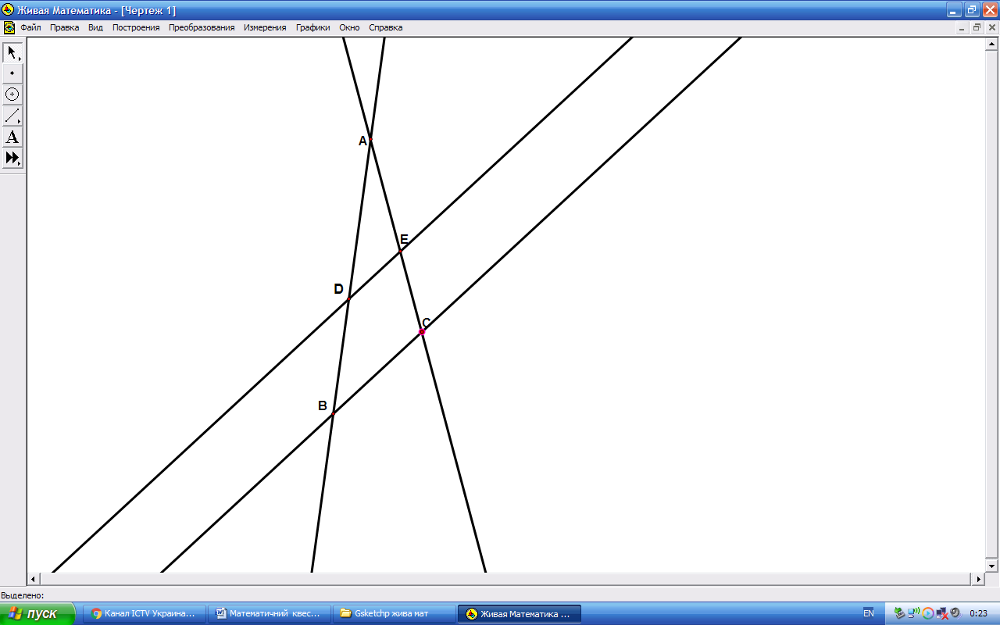 Живая Математика - [Чертеж 1]
Файл Правка Вид Построения Преобразования Измерения Графики Окно Справка
A
A
E
D
C
B
Выделено:
пуск Канал ICTV Украина... Математичний квес... Gsketchp жива мат Живая Математика ... EN 0:23